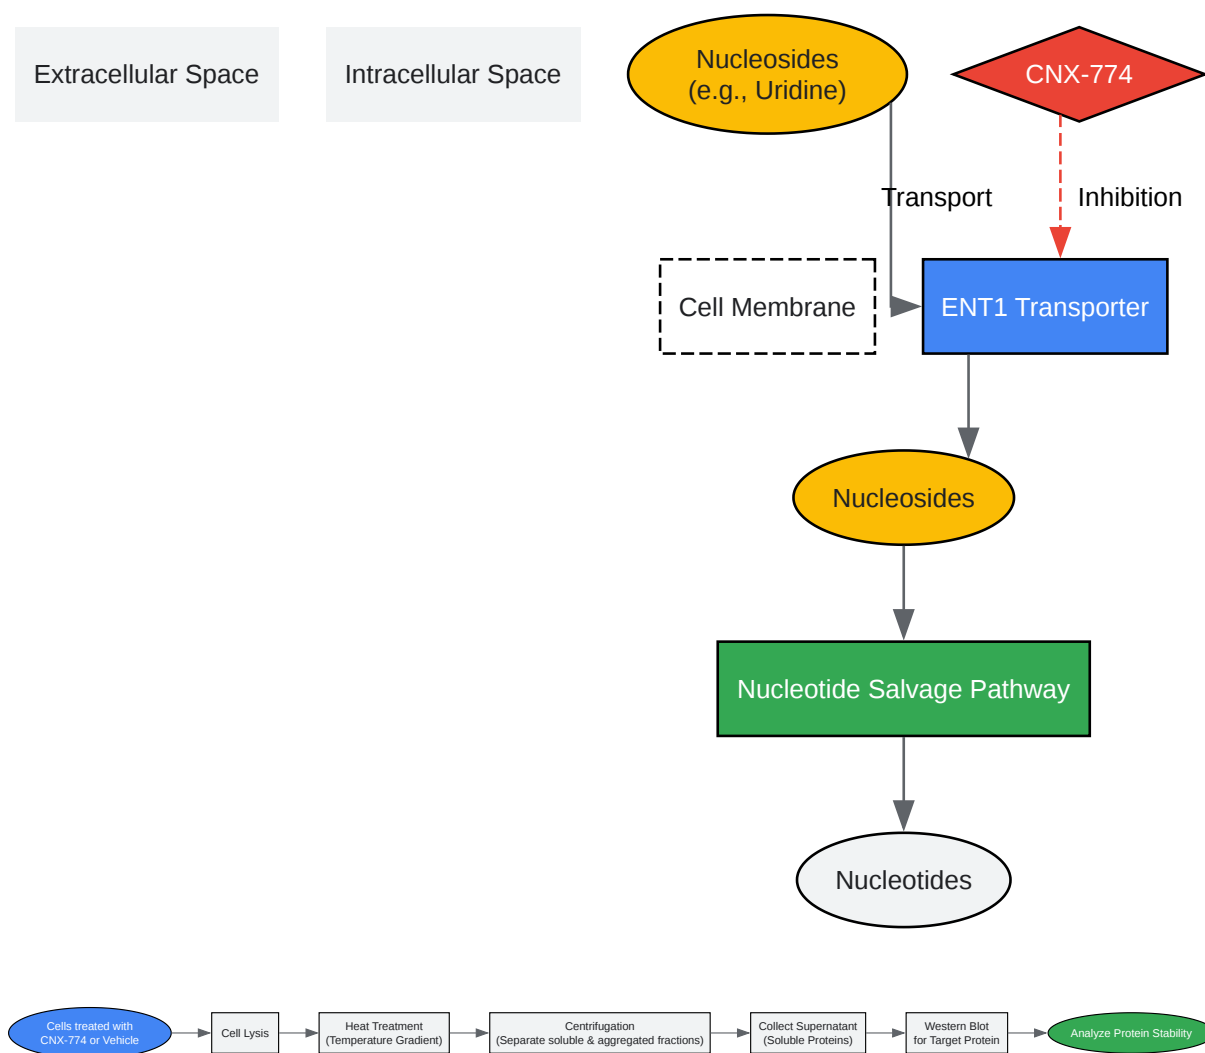 Extracellular Space
Intracellular Space
Nucleosides
(e.g., Uridine)
CNX-774
Transport
Inhibition
Cell Membrane
ENT1 Transporter
Nucleosides
Nucleotide Salvage Pathway
Nucleotides
Cells treated with
CNX-774 or Vehicle
Cell Lysis
Heat Treatment
(Temperature Gradient)
Centrifugation
(Separate soluble & aggregated fractions)
Collect Supernatant
(Soluble Proteins)
Western Blot
for Target Protein
Analyze Protein Stability